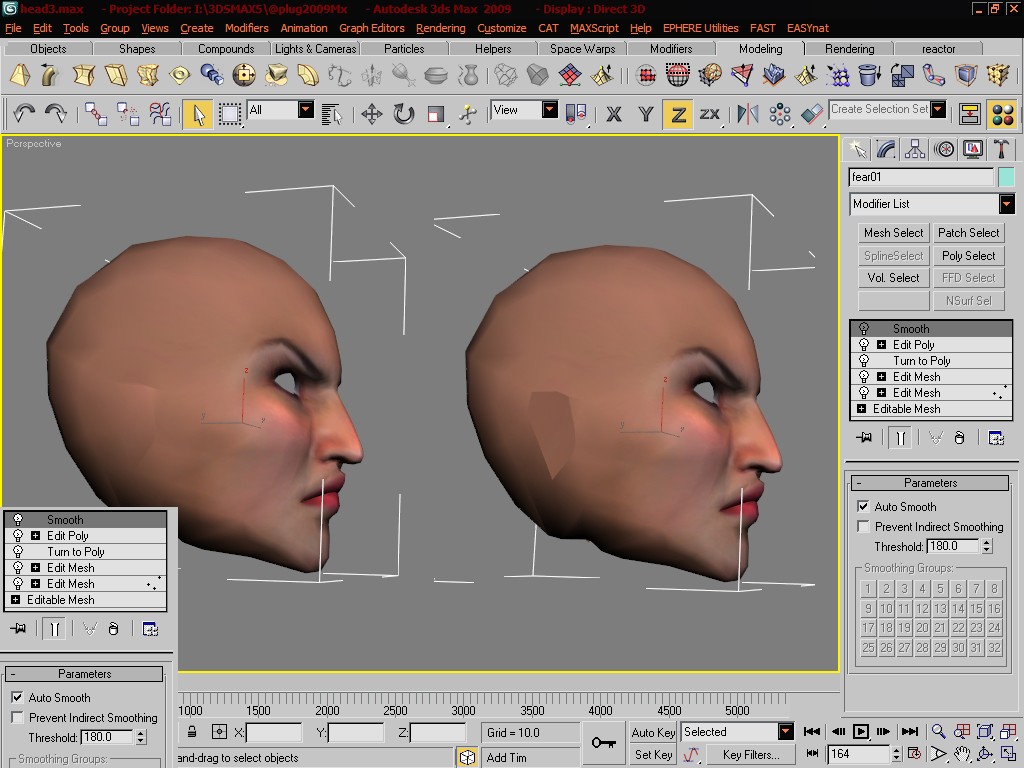 head3.max - Project Folder: I:\3D5MAX5\@plug2009Mx - Autodesk 3ds Max 2009 - Display : Direct 3D
File Edit Tools Group Views Create Modifiers Animation Graph Editors Rendering Customize CAT MAXScript Help EPHERE Utilities FAST EASYnat
Objects Shapes Compounds Lights & Cameras Particles Helpers Space Warps Modifiers Modeling Rendering reactor
All View X Y Z ZX Create Selection Set
Perspective
fear01
Modifier List
Mesh Select Patch Select
SplineSelect Poly Select
Vol. Select FFD Select
NSurf Sel
Smooth
Edit Poly
Turn to Poly
Edit Mesh
Edit Mesh
Editable Mesh
- Parameters
Auto Smooth
Prevent Indirect Smoothing
Threshold: 180.0
Smoothing Groups:
1 2 3 4 5 6 7 8
9 10 11 12 13 14 15 16
17 18 19 20 21 22 23 24
25 26 27 28 29 30 31 32
z
y
z
y
Smooth
Edit Poly
Turn to Poly
Edit Mesh
Edit Mesh
Editable Mesh
- Parameters
Auto Smooth
Prevent Indirect Smoothing
Threshold: 180.0
Smoothing Groups:
1000 1500 2000 2500 3000 3500 4000 4500 5000
X: Y: Z: Grid = 10.0 Auto Key Selected
and-drag to select objects Add Tim Set Key Key Filters... 164